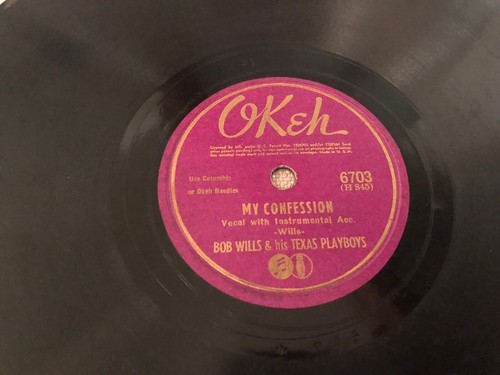 OKeh
Use Columbia
or Okeh Needles
6703
(H 845)
MY CONFESSION
Vocal with Instrumental Acc.
-Wills-
BOB WILLS & his TEXAS PLAYBOYS